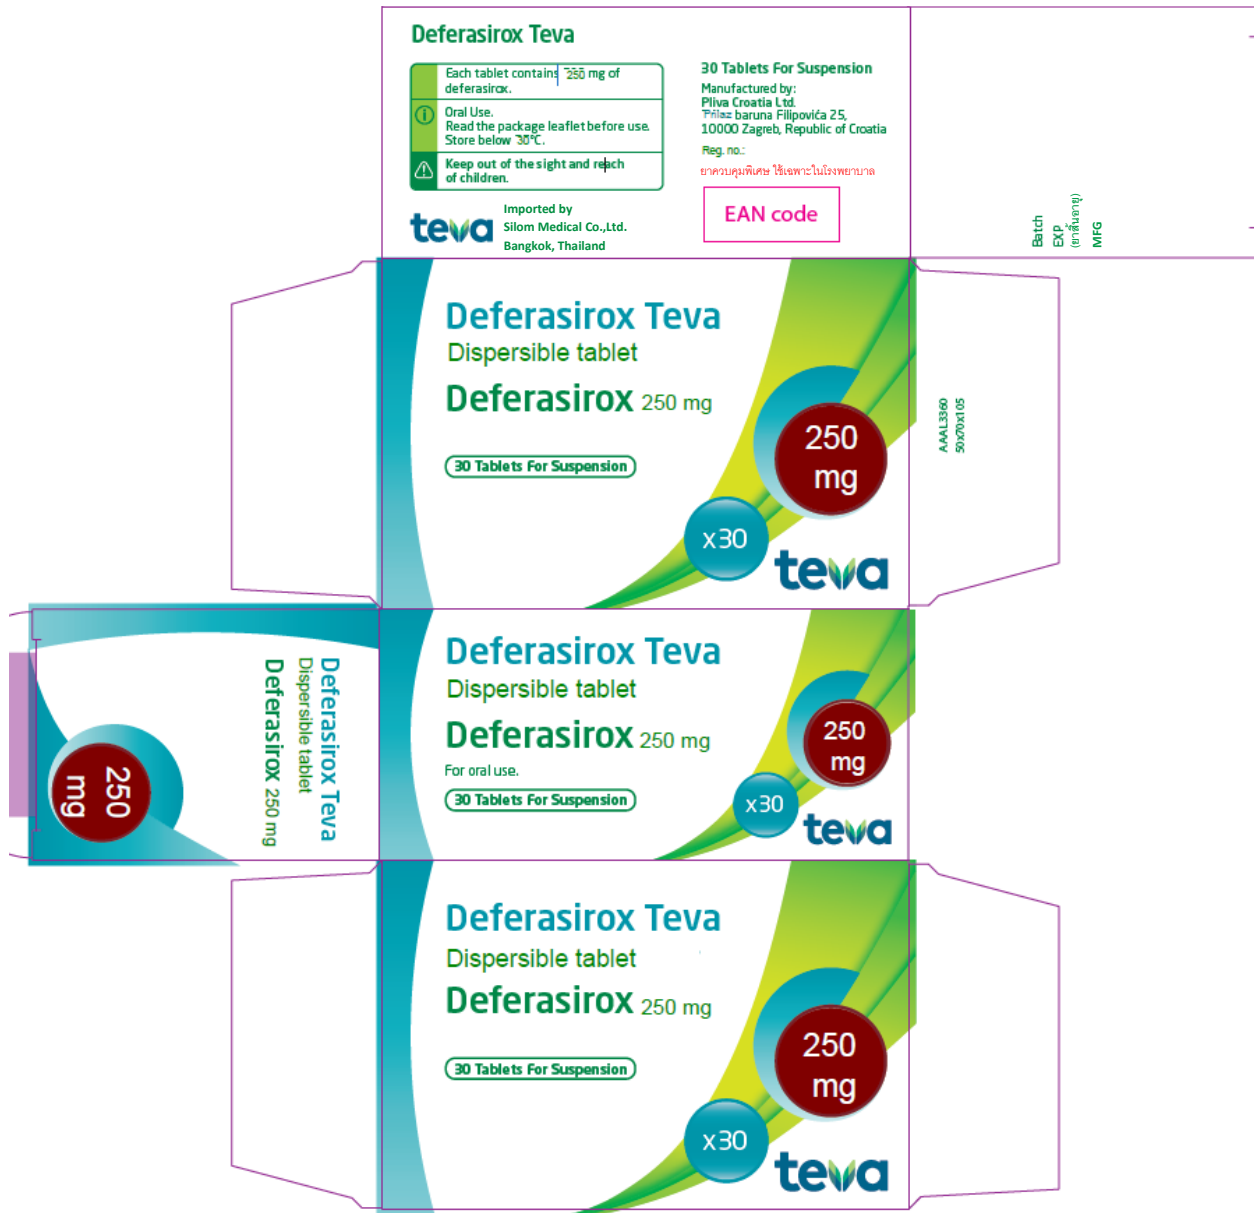 Deferasirox Teva
Each tablet contains 250 mg of
deferasirox.
Oral Use.
Read the package leaflet before use.
Store below 30°C.
Keep out of the sight and reach
of children.
teva
Imported by
Silom Medical Co.,Ltd.
Bangkok, Thailand
30 Tablets For Suspension
Manufactured by:
Pliva Croatia Ltd.
Prilaz baruna Filipovića 25,
10000 Zagreb, Republic of Croatia
Reg. no.:
ยาควบคุมพิเศษ ใช้เฉพาะในโรงพยาบาล
EAN code
Batch
EXP
(ยาสิ้นอายุ)
MFG
Deferasirox Teva
Dispersible tablet
Deferasirox 250 mg
30 Tablets For Suspension
250
mg
x30
teva
AAAL3360
50x70x105
Deferasirox Teva
Dispersible tablet
Deferasirox 250 mg
250
mg
Deferasirox Teva
Dispersible tablet
Deferasirox 250 mg
For oral use.
30 Tablets For Suspension
250
mg
x30
teva
Deferasirox Teva
Dispersible tablet
Deferasirox 250 mg
30 Tablets For Suspension
250
mg
x30
teva